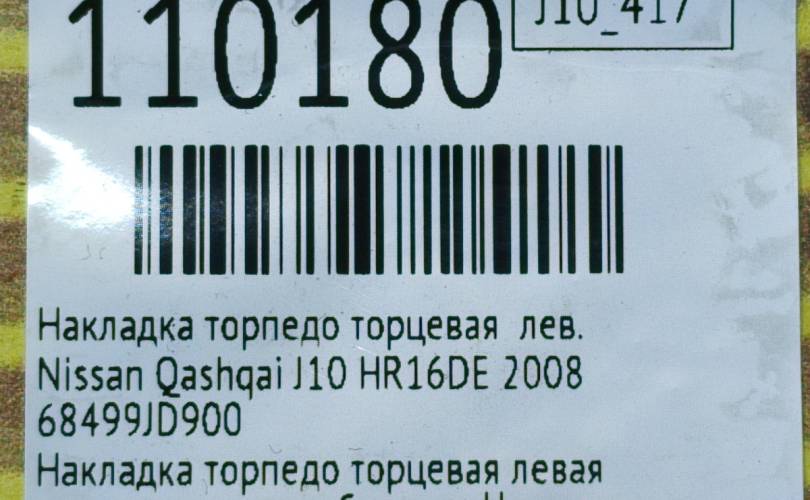 110180
J10_417
Накладка торпедо торцевая лев.
Nissan Qashqai J10 HR16DE 2008
68499JD900
Накладка торпедо торцевая левая